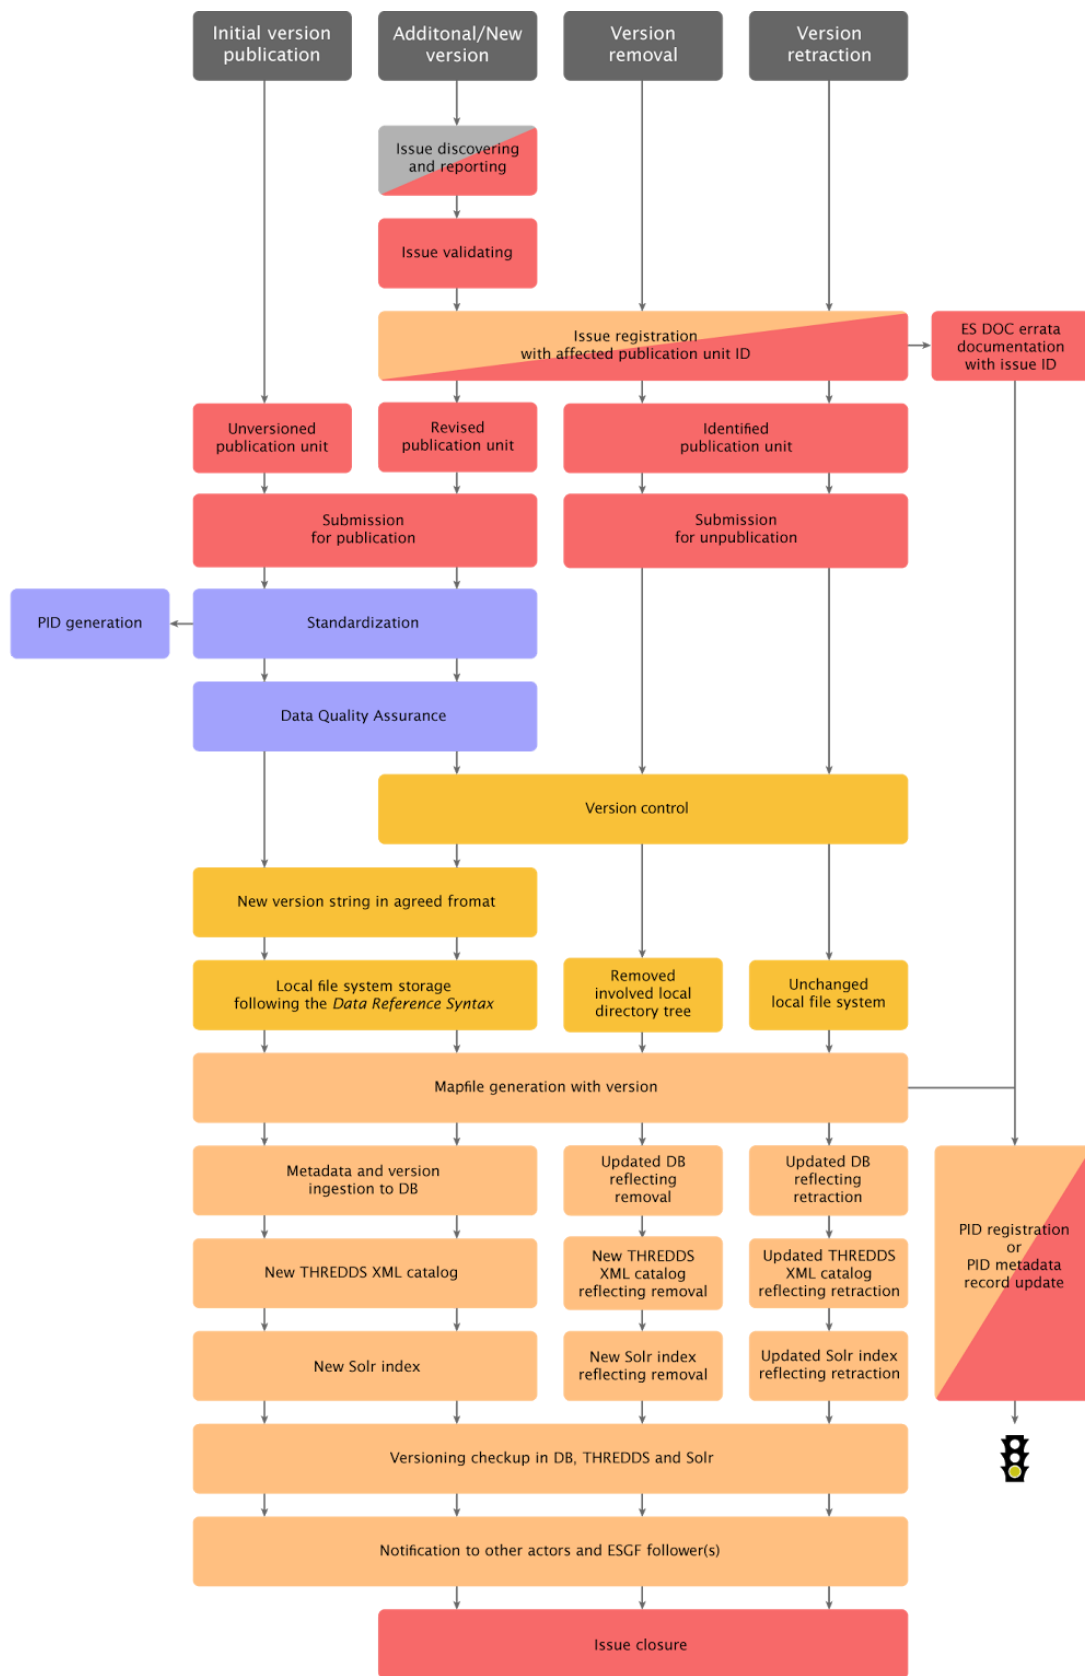 Initial version
publication
Additonal/New
version
Version
removal
Version
retraction
Issue discovering
and reporting
Issue validating
Issue registration
with affected publication unit ID
ES DOC errata
documentation
with issue ID
Unversioned
publication unit
Revised
publication unit
Identified
publication unit
Submission
for publication
Submission
for unpublication
PID generation
Standardization
Data Quality Assurance
Version control
New version string in agreed fromat
Local file system storage
following the Data Reference Syntax
Removed
involved local
directory tree
Unchanged
local file system
Mapfile generation with version
Metadata and version
ingestion to DB
Updated DB
reflecting
removal
Updated DB
reflecting
retraction
PID registration
or
PID metadata
record update
New THREDDS XML catalog
New THREDDS
XML catalog
reflecting removal
Updated THREDDS
XML catalog
reflecting retraction
New Solr index
New Solr index
reflecting removal
Updated Solr index
reflecting retraction
Versioning checkup in DB, THREDDS and Solr
Notification to other actors and ESGF follower(s)
Issue closure